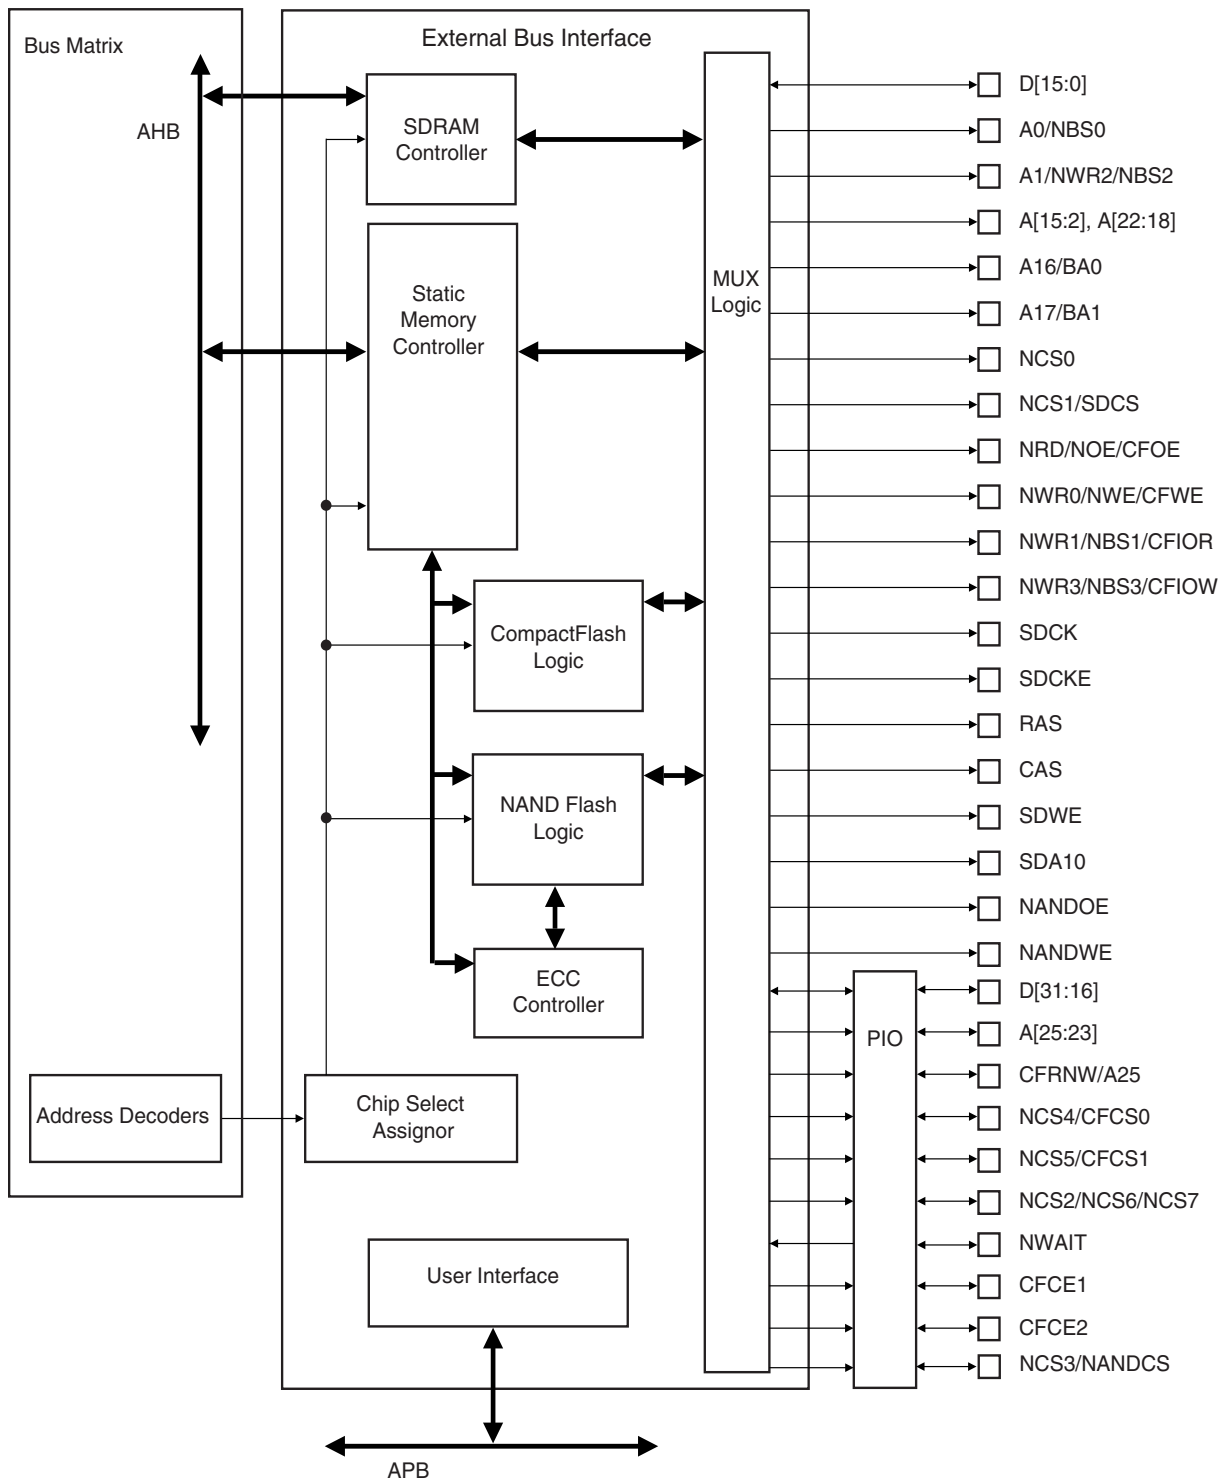 Bus Matrix
External Bus Interface
AHB
SDRAM
Controller
Static
Memory
Controller
MUX
Logic
CompactFlash
Logic
NAND Flash
Logic
ECC
Controller
Address Decoders
Chip Select
Assignor
User Interface
APB
PIO
D[15:0]
A0/NBS0
A1/NWR2/NBS2
A[15:2], A[22:18]
A16/BA0
A17/BA1
NCS0
NCS1/SDCS
NRD/NOE/CFOE
NWR0/NWE/CFWE
NWR1/NBS1/CFIOR
NWR3/NBS3/CFIOW
SDCK
SDCKE
RAS
CAS
SDWE
SDA10
NANDOE
NANDWE
D[31:16]
A[25:23]
CFRNW/A25
NCS4/CFCS0
NCS5/CFCS1
NCS2/NCS6/NCS7
NWAIT
CFCE1
CFCE2
NCS3/NANDCS